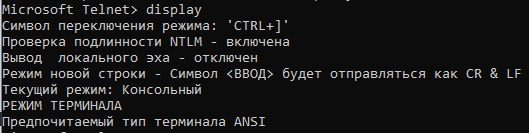 Microsoft Telnet> display
Символ переключения режима: 'CTRL+]'
Проверка подлинности NTLM - включена
Вывод  локального эха - отключен
Режим новой строки - Символ <ВВОД> будет отправляться как CR & LF
Текущий режим: Консольный
РЕЖИМ ТЕРМИНАЛА
Предпочитаемый тип терминала ANSI